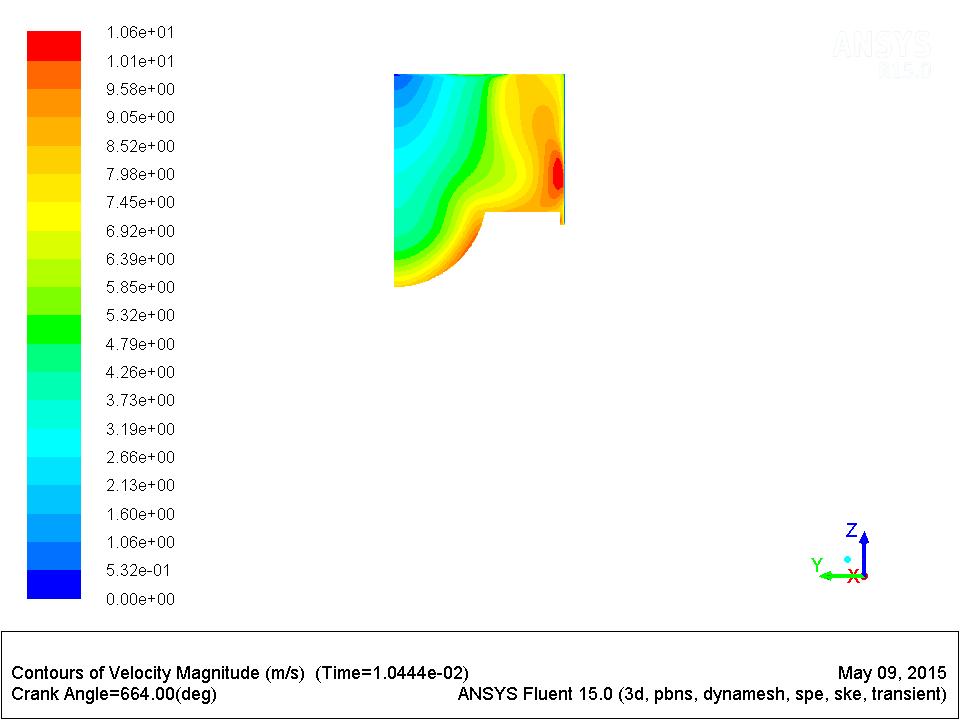 1.06e+01
1.01e+01
9.58e+00
9.05e+00
8.52e+00
7.98e+00
7.45e+00
6.92e+00
6.39e+00
5.85e+00
5.32e+00
4.79e+00
4.26e+00
3.73e+00
3.19e+00
2.66e+00
2.13e+00
1.60e+00
1.06e+00
5.32e-01
0.00e+00
ANSYS
R15.0
Z
Y
X
Contours of Velocity Magnitude (m/s) (Time=1.0444e-02)
Crank Angle=664.00(deg)
May 09, 2015
ANSYS Fluent 15.0 (3d, pbns, dynamesh, spe, ske, transient)